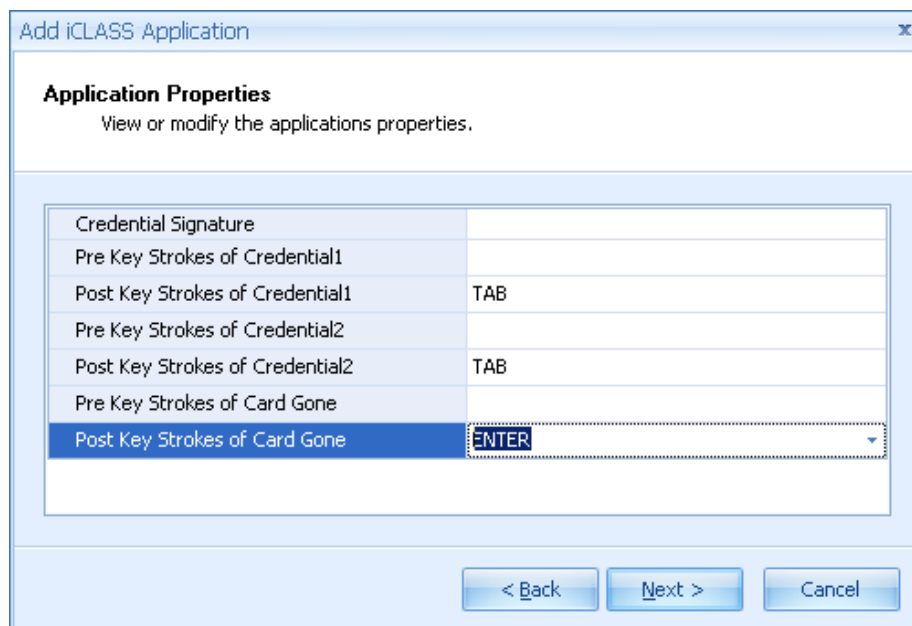 Add iCLASS Application
Application Properties
View or modify the applications properties.
Credential Signature
Pre Key Strokes of Credential1
Post Key Strokes of Credential1 TAB
Pre Key Strokes of Credential2
Post Key Strokes of Credential2 TAB
Pre Key Strokes of Card Gone
Post Key Strokes of Card Gone ENTER
< Back Next > Cancel